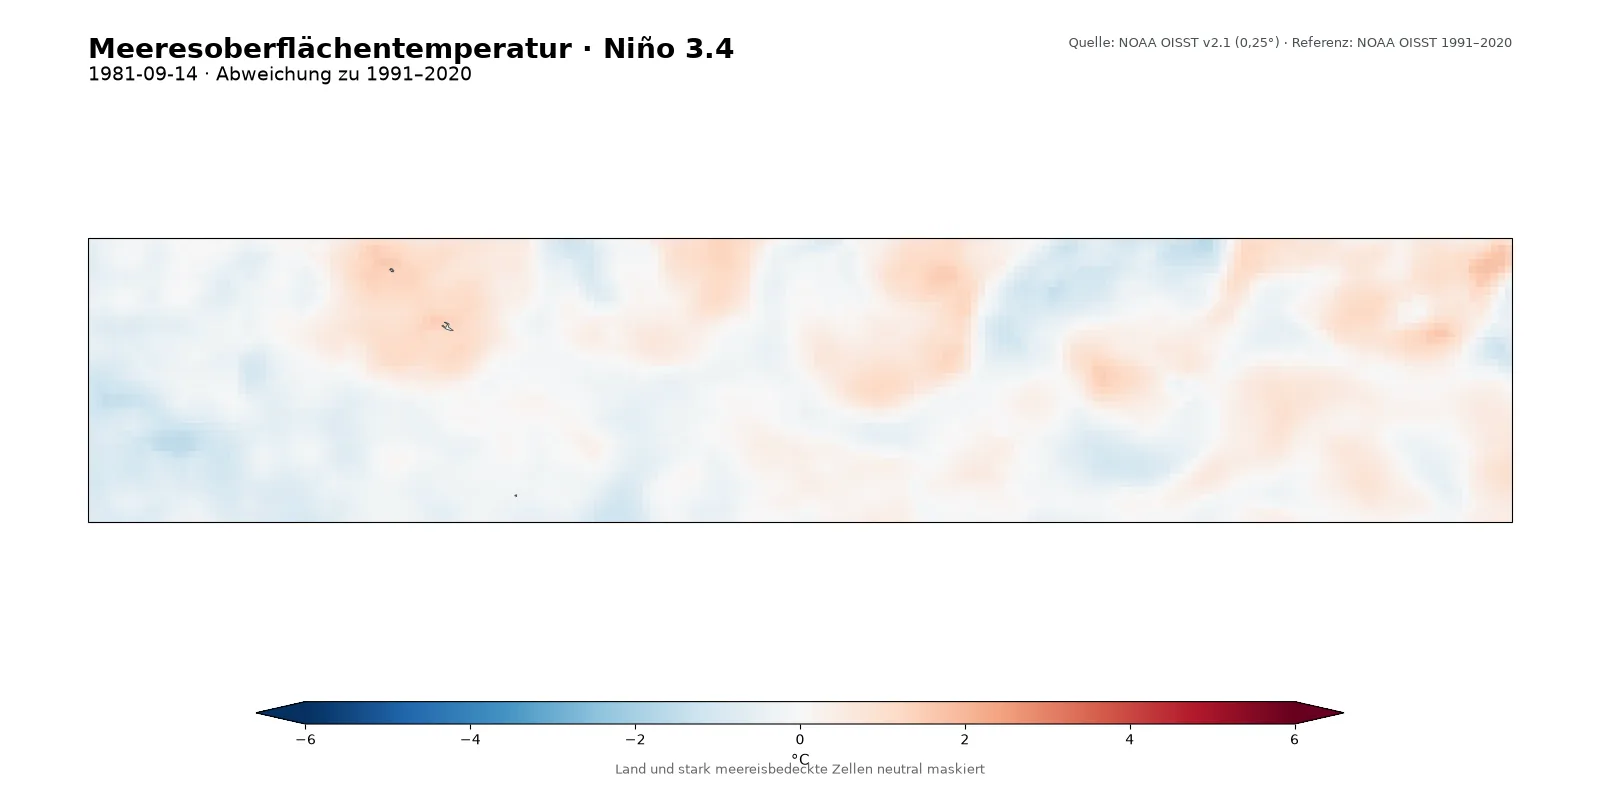 Meeresoberflächentemperatur · Niño 3.4
1981-09-14 · Abweichung zu 1991–2020
Quelle: NOAA OISST v2.1 (0,25°) · Referenz: NOAA OISST 1991–2020
−6 −4 −2 0 2 4 6
°C
Land und stark meereisbedeckte Zellen neutral maskiert